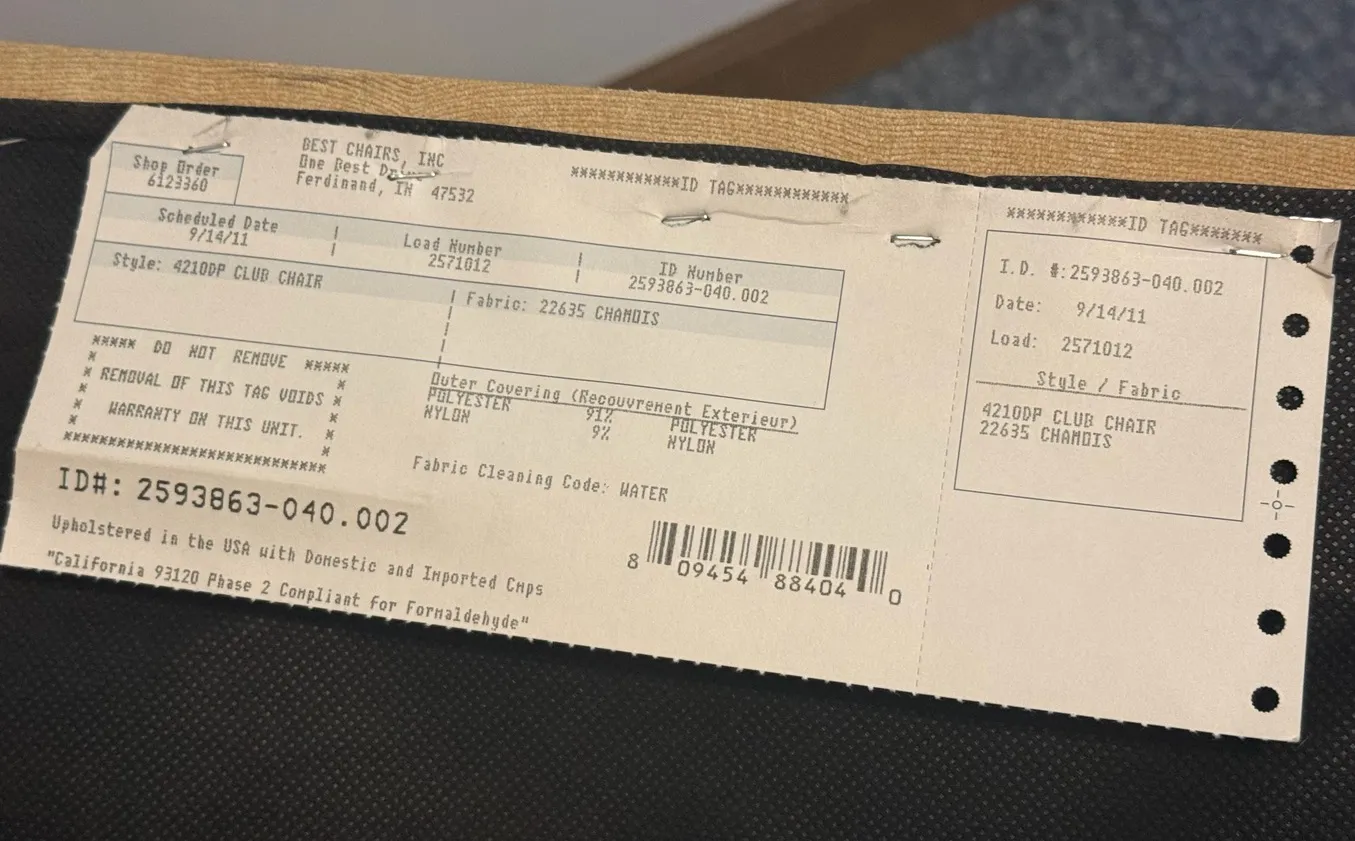 Shop Order
6123360
BEST CHAIRS, INC
One Best Drive
Ferdinand, IN 47532
************ID TAG************
Scheduled Date
9/14/11
Load Number
2571012
ID Number
2593863-040.002
Style: 4210DP CLUB CHAIR
Fabric: 22635 CHAMOIS
***** DO NOT REMOVE *****
* REMOVAL OF THIS TAG VOIDS *
* WARRANTY ON THIS UNIT. *
*****************************
Outer Covering (Recouvrement Exterieur)
POLYESTER 91% POLYESTER
NYLON 9% NYLON
Fabric Cleaning Code: WATER
ID#: 2593863-040.002
Upholstered in the USA with Domestic and Imported Cmps
"California 93120 Phase 2 Compliant for Formaldehyde"
8 09454 88404 0
************ID TAG*******
I.D. #:2593863-040.002
Date: 9/14/11
Load: 2571012
Style / Fabric
4210DP CLUB CHAIR
22635 CHAMOIS